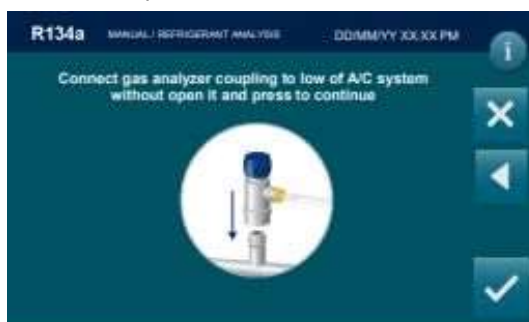 R134a MANUAL / REFRIGERANT ANALYSIS DD/MM/YY XX.XX PM
i
Connect gas analyzer coupling to low of A/C system
without open it and press to continue